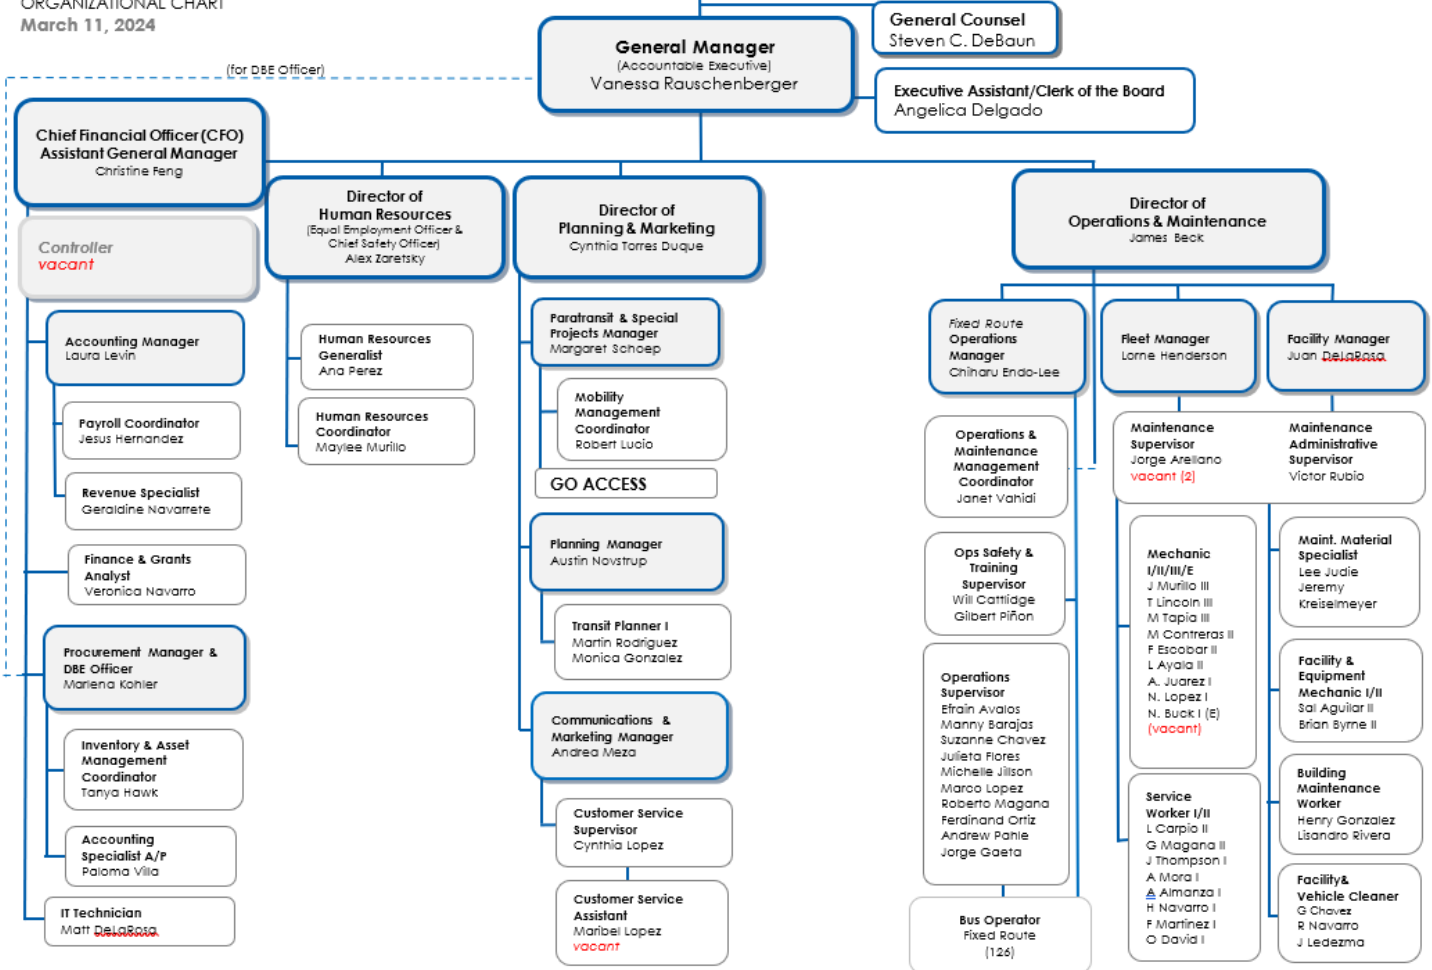 ORGANIZATIONAL CHART
March 11, 2024
General Counsel
Steven C. DeBaun
General Manager
(Accountable Executive)
Vanessa Rauschenberger
(for DBE Officer)
Executive Assistant/Clerk of the Board
Angelica Delgado
Chief Financial Officer (CFO)
Assistant General Manager
Christine Feng
Director of
Human Resources
(Equal Employment Officer &
Chief Safety Officer)
Alex Zaretsky
Director of
Planning & Marketing
Cynthia Torres Duque
Director of
Operations & Maintenance
James Beck
Controller
vacant
Accounting Manager
Laura Levin
Payroll Coordinator
Jesus Hernandez
Revenue Specialist
Geraldine Navarrete
Finance & Grants
Analyst
Veronica Navarro
Procurement Manager &
DBE Officer
Marlena Kohler
Inventory & Asset
Management
Coordinator
Tanya Hawk
Accounting
Specialist A/P
Paloma Villa
IT Technician
Matt DeLaRosa
Human Resources
Generalist
Ana Perez
Human Resources
Coordinator
Maylee Murillo
Paratransit & Special
Projects Manager
Margaret Schoep
Mobility
Management
Coordinator
Robert Lucio
GO ACCESS
Planning Manager
Austin Novstrup
Transit Planner I
Martin Rodriguez
Monica Gonzalez
Communications &
Marketing Manager
Andrea Meza
Customer Service
Supervisor
Cynthia Lopez
Customer Service
Assistant
Maribel Lopez
vacant
Fixed Route
Operations
Manager
Chiharu Endo-Lee
Operations &
Maintenance
Management
Coordinator
Janet Vahidi
Ops Safety &
Training
Supervisor
Will Cattlidge
Gilbert Piñon
Operations
Supervisor
Efrain Avalos
Manny Barajas
Suzanne Chavez
Julieta Flores
Michelle Jillson
Marco Lopez
Roberto Magana
Ferdinand Ortiz
Andrew Pahle
Jorge Gaeta
Bus Operator
Fixed Route
(126)
Fleet Manager
Lorne Henderson
Facility Manager
Juan DeLaRosa
Maintenance
Supervisor
Jorge Arellano
vacant (2)
Maintenance
Administrative
Supervisor
Victor Rubio
Mechanic
I/II/III/E
J Murillo III
T Lincoln III
M Tapia III
M Contreras II
F Escobar II
L Ayala II
A. Juarez I
N. Lopez I
N. Buck I (E)
(vacant)
Service
Worker I/II
L Carpio II
G Magana II
J Thompson I
A Mora I
A Almanza I
H Navarro I
F Martinez I
O David I
Maint. Material
Specialist
Lee Judie
Jeremy
Kreiselmeyer
Facility &
Equipment
Mechanic I/II
Sal Aguilar II
Brian Byrne II
Building
Maintenance
Worker
Henry Gonzalez
Lisandro Rivera
Facility&
Vehicle Cleaner
G Chavez
R Navarro
J Ledezma